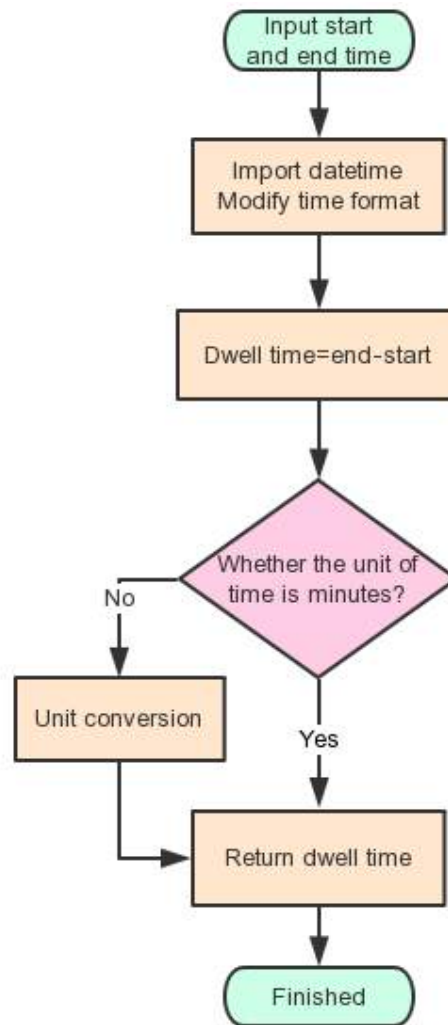 Input start
and end time
Import datetime
Modify time format
Dwell time=end-start
Whether the unit of
time is minutes?
No
Unit conversion
Yes
Return dwell time
Finished